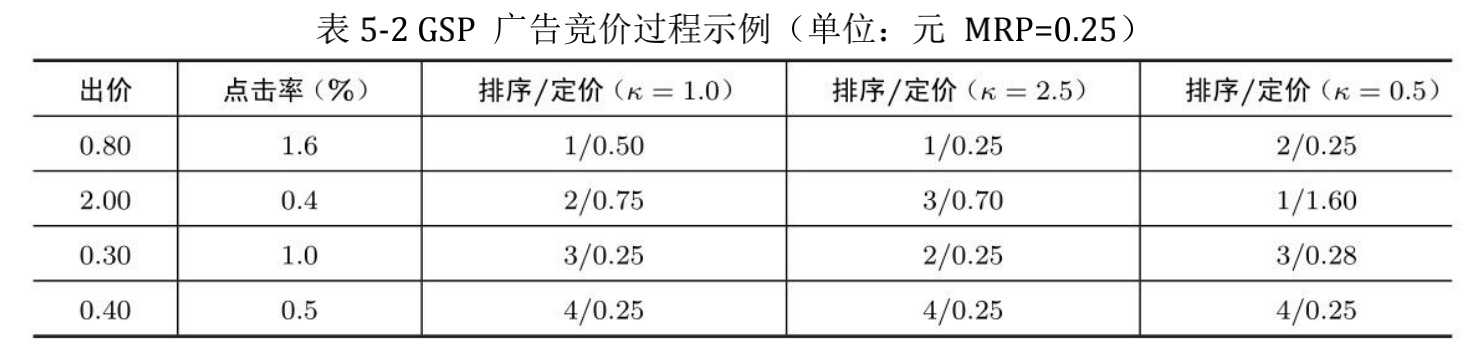 表 5-2 GSP 广告竞价过程示例（单位：元 MRP=0.25）
出价 点击率（%） 排序/定价（κ = 1.0） 排序/定价（κ = 2.5） 排序/定价（κ = 0.5）
0.80 1.6 1/0.50 1/0.25 2/0.25
2.00 0.4 2/0.75 3/0.70 1/1.60
0.30 1.0 3/0.25 2/0.25 3/0.28
0.40 0.5 4/0.25 4/0.25 4/0.25